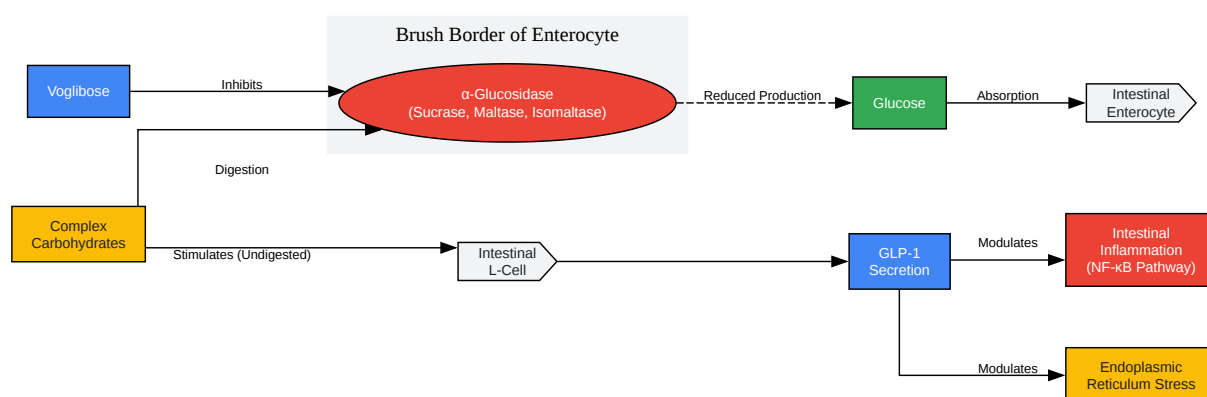 Brush Border of Enterocyte
Voglibose
Inhibits
α-Glucosidase
(Sucrase, Maltase, Isomaltase)
Reduced Production
Glucose
Absorption
Intestinal
Enterocyte
Digestion
Complex
Carbohydrates
Stimulates (Undigested)
Intestinal
L-Cell
GLP-1
Secretion
Modulates
Intestinal
Inflammation
(NF-κB Pathway)
Modulates
Endoplasmic
Reticulum Stress